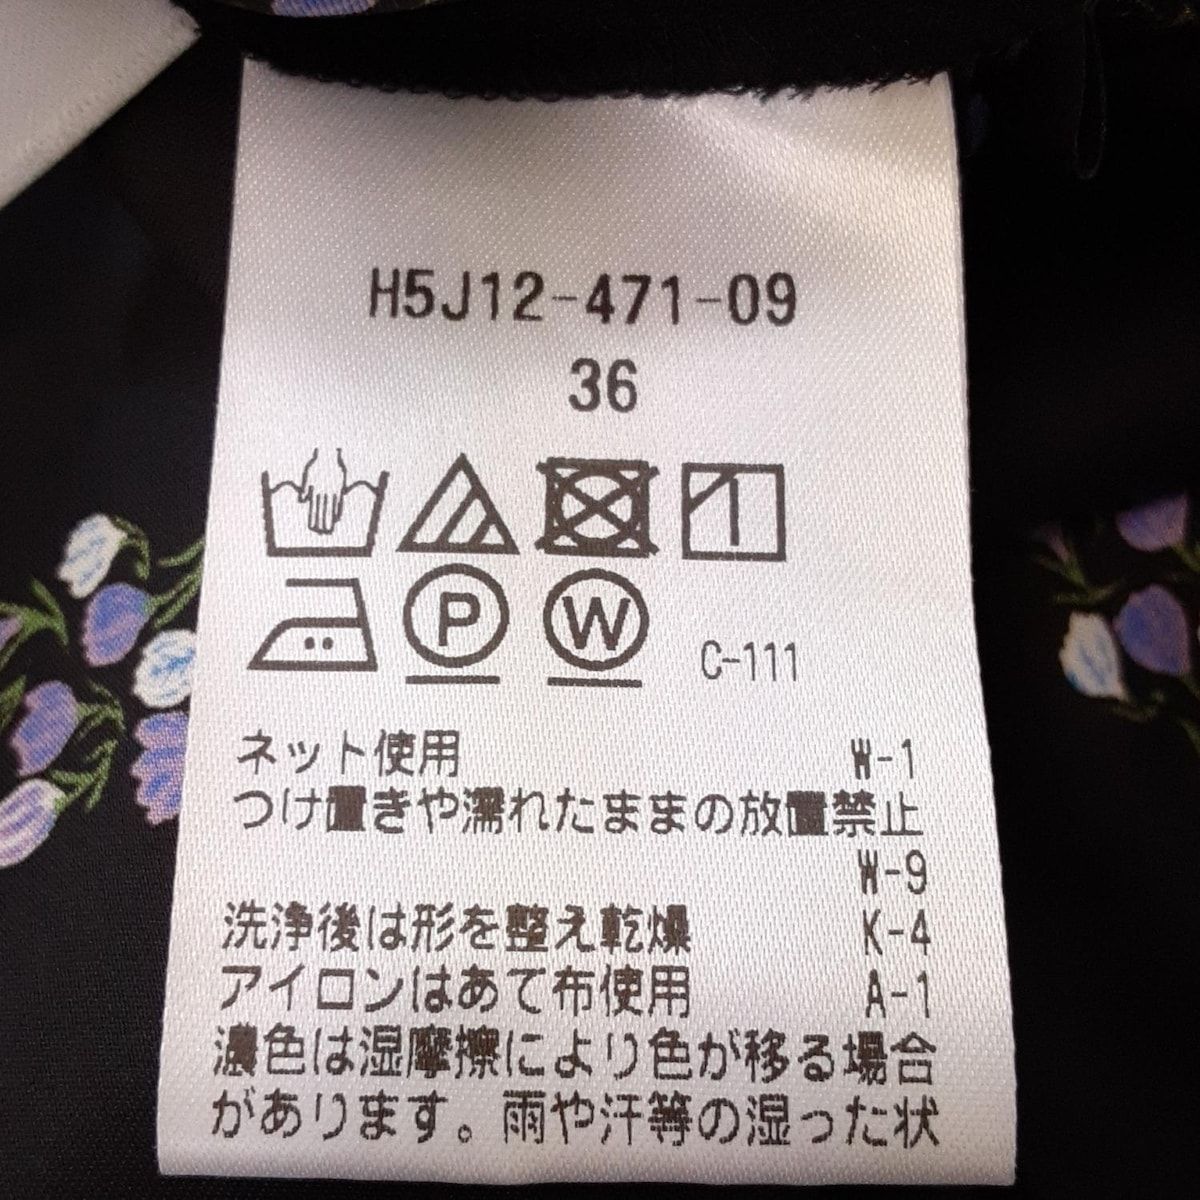 H5J12-471-09
36
P W C-111
ネット使用 W-1
つけ置きや濡れたままの放置禁止
W-9
洗浄後は形を整え乾燥 K-4
アイロンはあて布使用 A-1
濃色は湿摩擦により色が移る場合
があります。雨や汗等の湿った状